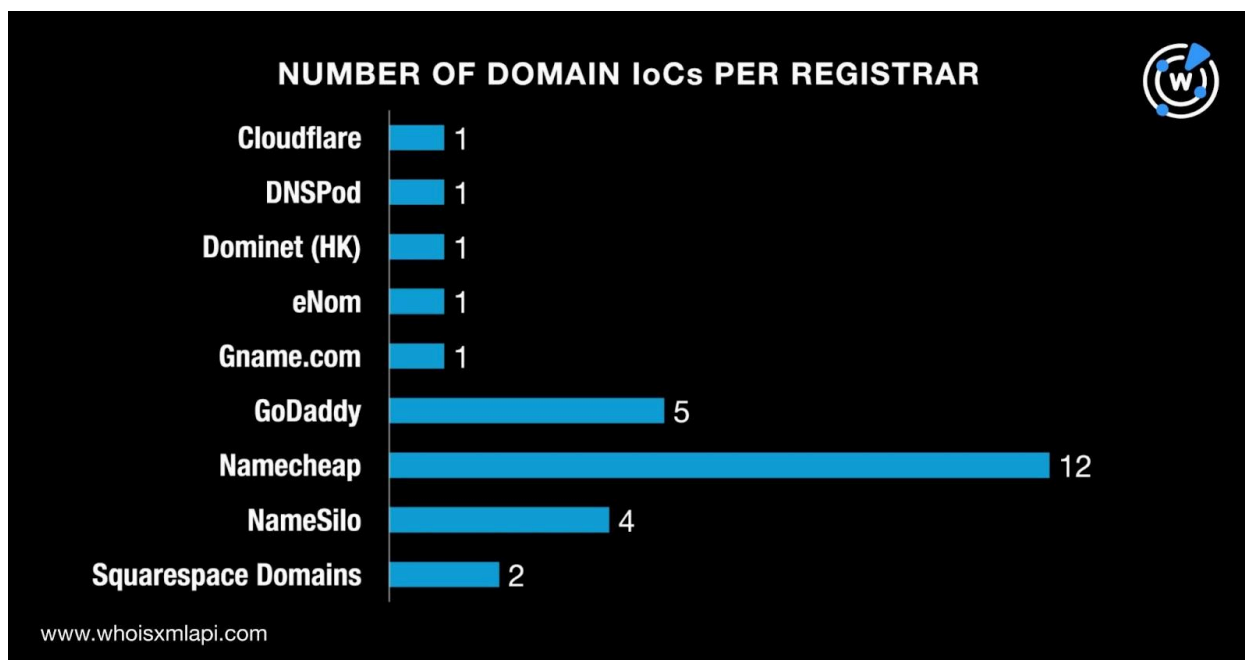 NUMBER OF DOMAIN IoCs PER REGISTRAR
W
Cloudflare 1
DNSPod 1
Dominet (HK) 1
eNom 1
Gname.com 1
GoDaddy 5
Namecheap 12
NameSilo 4
Squarespace Domains 2
www.whoisxmlapi.com